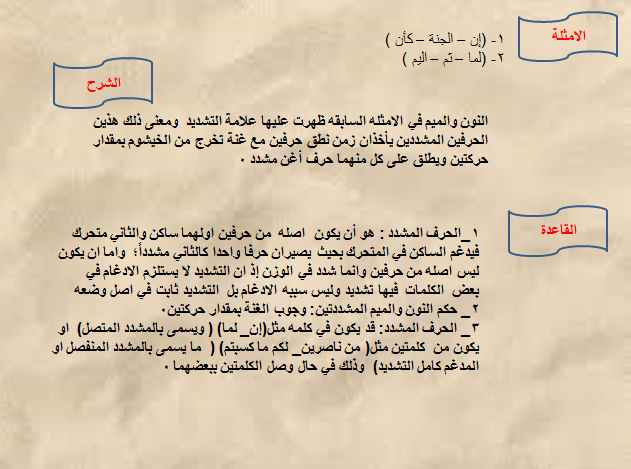 الامثلة
١- (إن – الجنة – كأن )
٢- (لما – ثم – اليم )
الشرح
النون والميم في الامثله السابقه ظهرت عليها علامة التشديد ومعنى ذلك هذين
الحرفين المشددين يأخذان زمن نطق حرفين مع غنة تخرج من الخيشوم بمقدار
حركتين ويطلق على كل منهما حرف أغن مشدد ٠
القاعدة
١_الحرف المشدد : هو أن يكون اصله من حرفين اولهما ساكن والثاني متحرك
فيدغم الساكن في المتحرك بحيث يصيران حرفا واحدا كالثاني مشدداً؛ واما ان يكون
ليس اصله من حرفين وانما شدد في الوزن إذ ان التشديد لا يستلزم الادغام في
بعض الكلمات فيها تشديد وليس سببه الادغام بل التشديد ثابت في اصل وضعه
٢_ حكم النون والميم المشددتين: وجوب الغنة بمقدار حركتين٠
٣_ الحرف المشدد: قد يكون في كلمه مثل(إن_ لما) ( ويسمى بالمشدد المتصل) او
يكون من كلمتين مثل( من ناصرين_ لكم ما كسبتم) ( ما يسمى بالمشدد المنفصل او
المدغم كامل التشديد) وذلك في حال وصل الكلمتين ببعضهما ٠